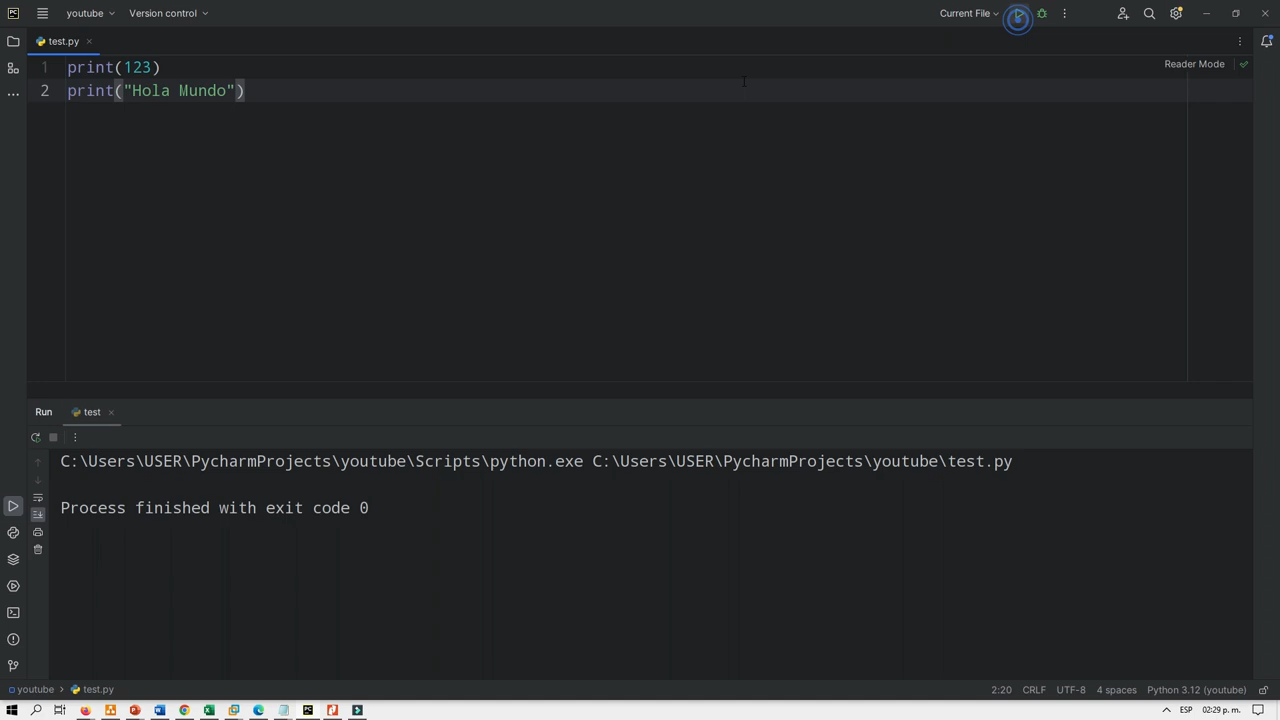 PC youtube Version control Current File
test.py
1 print(123)
Reader Mode
2 print("Hola Mundo")
Run test
C:\Users\USER\PycharmProjects\youtube\Scripts\python.exe C:\Users\USER\PycharmProjects\youtube\test.py
Process finished with exit code 0
youtube > test.py 2:20 CRLF UTF-8 4 spaces Python 3.12 (youtube)
ESP 02:29 p. m.